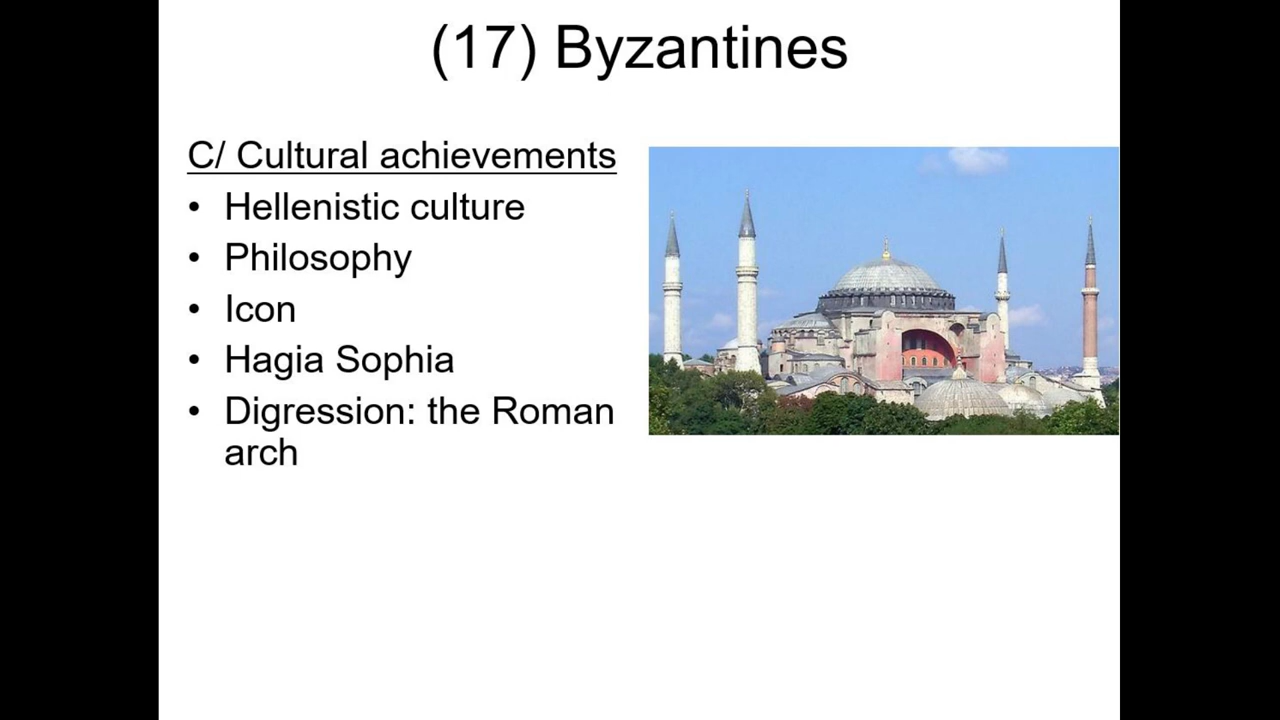 (17) Byzantines
C/ Cultural achievements
• Hellenistic culture
• Philosophy
• Icon
• Hagia Sophia
• Digression: the Roman
arch